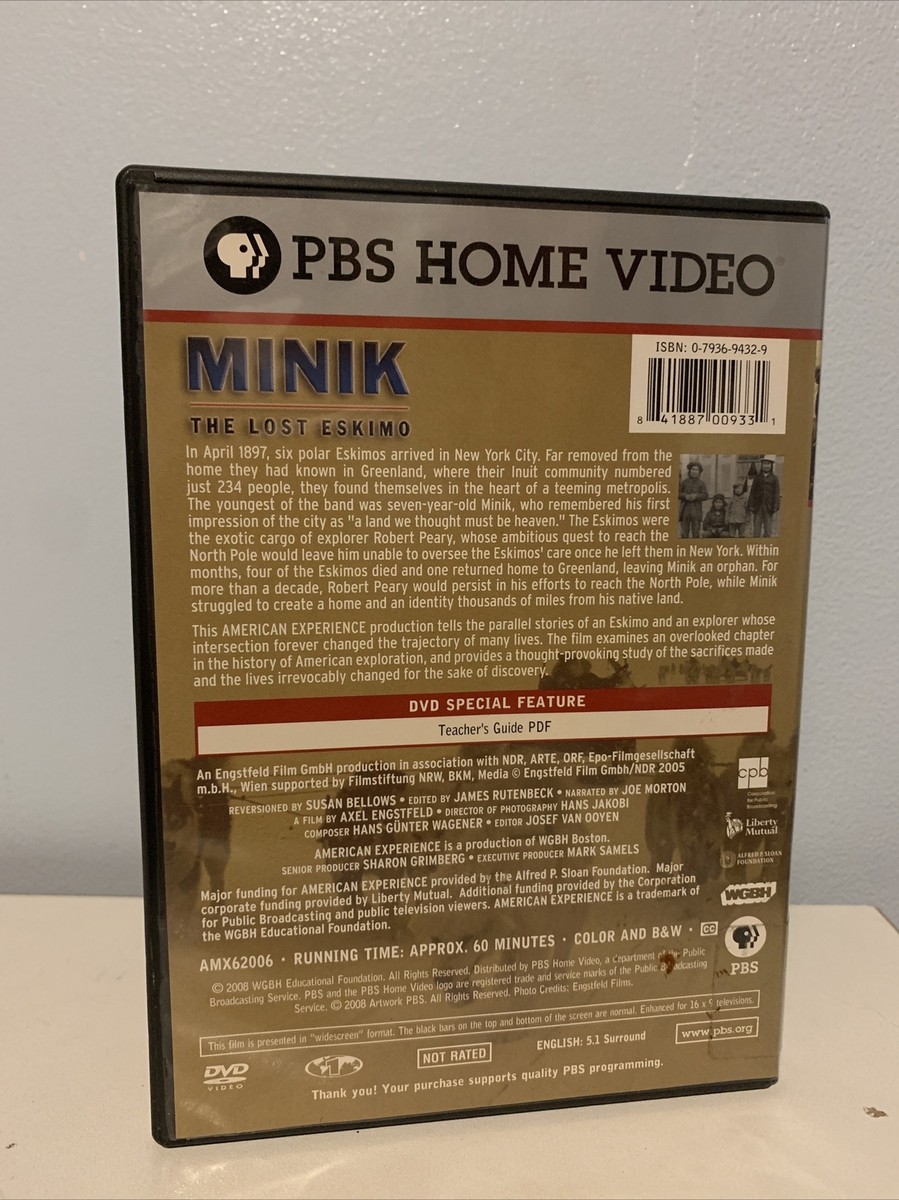 PBS HOME VIDEO
MINIK
THE LOST ESKIMO
ISBN: 0-7936-9432-9
8 41887 00933 1
In April 1897, six polar Eskimos arrived in New York City. Far removed from the
home they had known in Greenland, where their Inuit community numbered
just 234 people, they found themselves in the heart of a teeming metropolis.
The youngest of the band was seven-year-old Minik, who remembered his first
impression of the city as "a land we thought must be heaven." The Eskimos were
the exotic cargo of explorer Robert Peary, whose ambitious quest to reach the
North Pole would leave him unable to oversee the Eskimos' care once he left them in New York. Within
months, four of the Eskimos died and one returned home to Greenland, leaving Minik an orphan. For
more than a decade, Robert Peary would persist in his efforts to reach the North Pole, while Minik
struggled to create a home and an identity thousands of miles from his native land.
This AMERICAN EXPERIENCE production tells the parallel stories of an Eskimo and an explorer whose
intersection forever changed the trajectory of many lives. The film examines an overlooked chapter
in the history of American exploration, and provides a thought-provoking study of the sacrifices made
and the lives irrevocably changed for the sake of discovery.
DVD SPECIAL FEATURE
Teacher's Guide PDF
An Engstfeld Film GmbH production in association with NDR, ARTE, ORF, Epo-Filmgesellschaft
m.b.H., Wien supported by Filmstiftung NRW, BKM, Media © Engstfeld Film Gmbh/NDR 2005
REVERSIONED BY SUSAN BELLOWS • EDITED BY JAMES RUTENBECK • NARRATED BY JOE MORTON
A FILM BY AXEL ENGSTFELD • DIRECTOR OF PHOTOGRAPHY HANS JAKOBI
COMPOSER HANS GÜNTER WAGENER • EDITOR JOSEF VAN OOYEN
AMERICAN EXPERIENCE is a production of WGBH Boston.
SENIOR PRODUCER SHARON GRIMBERG • EXECUTIVE PRODUCER MARK SAMELS
Major funding for AMERICAN EXPERIENCE provided by the Alfred P. Sloan Foundation. Major
corporate funding provided by Liberty Mutual. Additional funding provided by the Corporation
for Public Broadcasting and public television viewers. AMERICAN EXPERIENCE is a trademark of
the WGBH Educational Foundation.
cpb
Corporation
for Public
Broadcasting
Liberty
Mutual
ALFRED P. SLOAN
FOUNDATION
WGBH
PBS
AMX62006 • RUNNING TIME: APPROX. 60 MINUTES • COLOR AND B&W • CC
© 2008 WGBH Educational Foundation. All Rights Reserved. Distributed by PBS Home Video, a Department of the Public
Broadcasting Service. PBS and the PBS Home Video logo are registered trade and service marks of the Public Broadcasting
Service. © 2008 Artwork PBS. All Rights Reserved. Photo Credits: Engstfeld Films.
This film is presented in "widescreen" format. The black bars on the top and bottom of the screen are normal. Enhanced for 16 x 9 televisions.
DVD
VIDEO
1
NOT RATED
ENGLISH: 5.1 Surround
www.pbs.org
Thank you! Your purchase supports quality PBS programming.